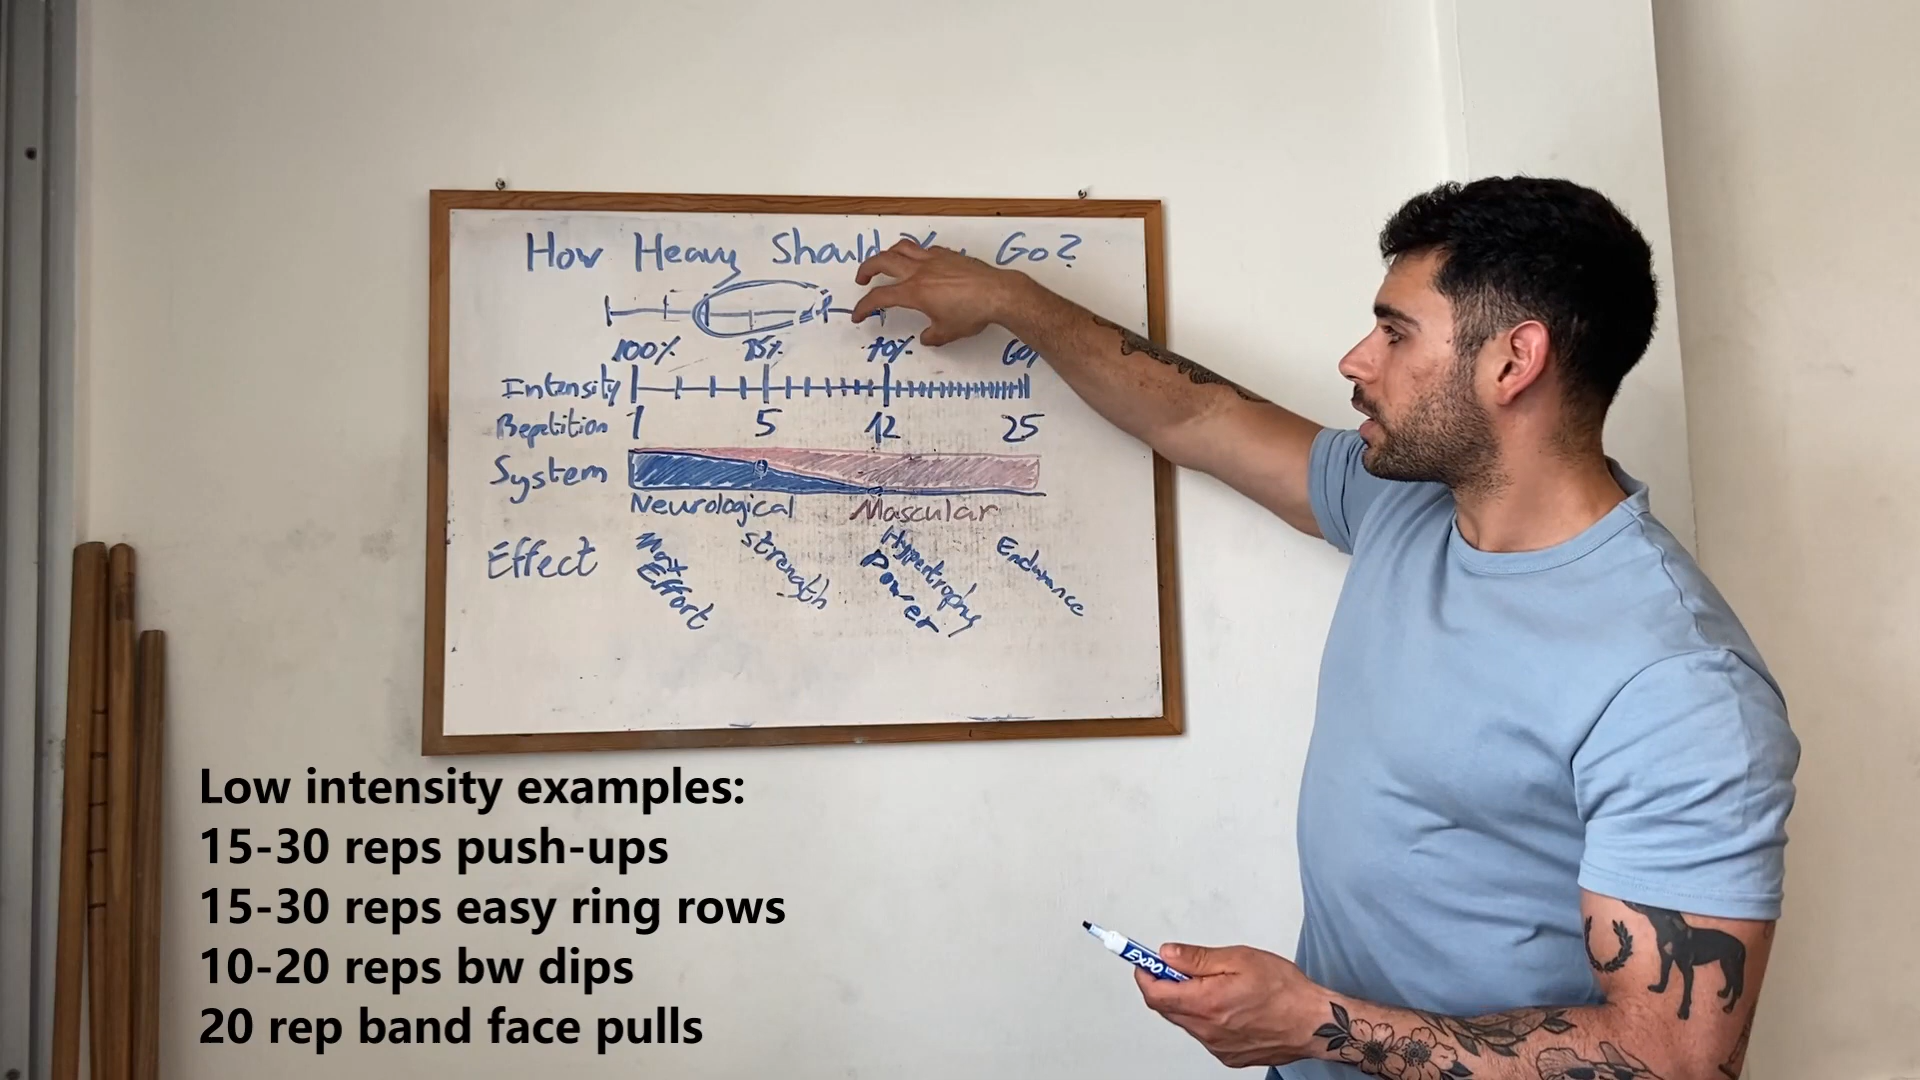 How Heavy Should Go?
100% 75% 70% 60%
Intensity
Repetition 1 5 12 25
System
Neurological Muscular
Effect Max Effort strength Hypertrophy Power Endurance
EXPO
Low intensity examples:
15-30 reps push-ups
15-30 reps easy ring rows
10-20 reps bw dips
20 rep band face pulls